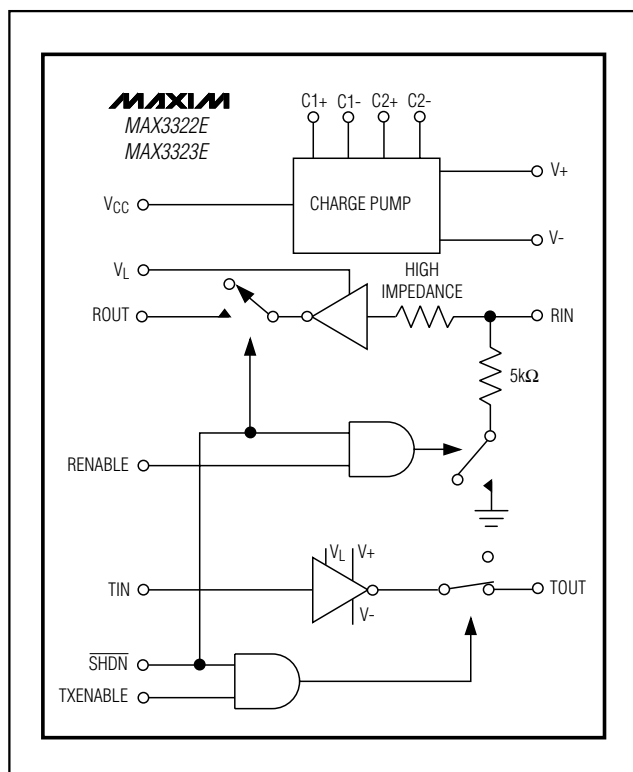 MAXIM
MAX3322E
MAX3323E
C1+ C1- C2+ C2-
VCC
CHARGE PUMP
V+
V-
VL
HIGH
IMPEDANCE
ROUT
RIN
5kΩ
RENABLE
VL V+
TIN
V-
TOUT
SHDN
TXENABLE